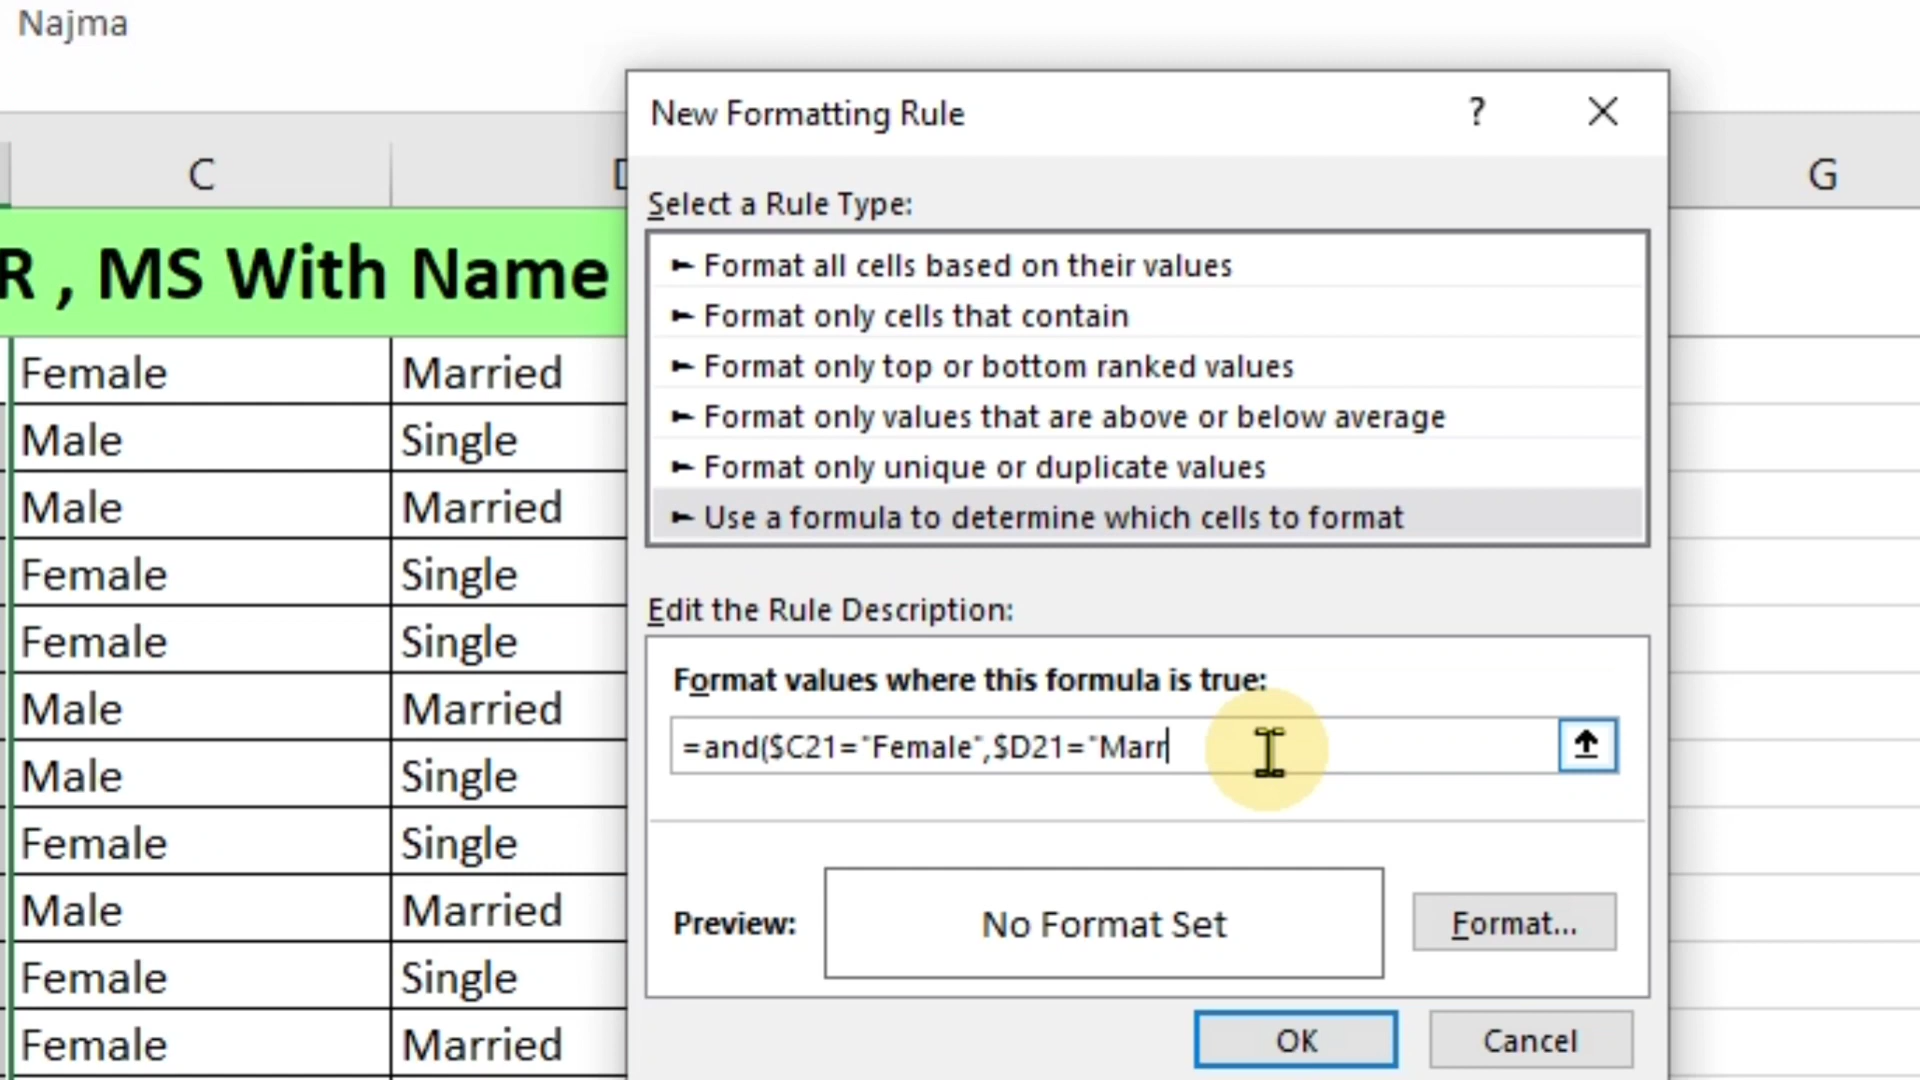 Najma
New Formatting Rule ? X
C D G
R , MS With Name
Select a Rule Type:
► Format all cells based on their values
► Format only cells that contain
► Format only top or bottom ranked values
► Format only values that are above or below average
► Format only unique or duplicate values
► Use a formula to determine which cells to format
Edit the Rule Description:
Format values where this formula is true:
=and($C21="Female",$D21="Marr
Preview: No Format Set Format...
OK Cancel
Female Married
Male Single
Male Married
Female Single
Female Single
Male Married
Male Single
Female Single
Male Married
Female Single
Female Married